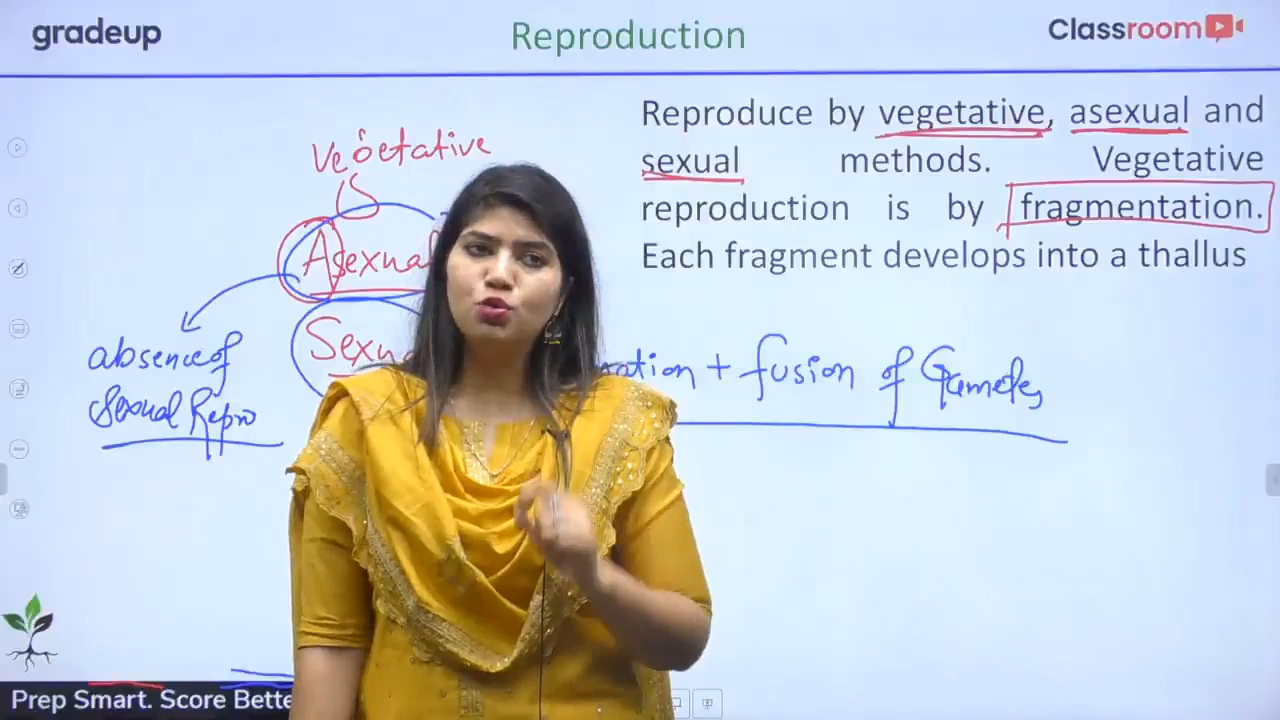 gradeup
Reproduction
Classroom
Reproduce by vegetative, asexual and
sexual methods. Vegetative
reproduction is by fragmentation.
Each fragment develops into a thallus
Vegetative
Asexual
absence of
Sexual Repro
+ fusion of Gametes
Prep Smart. Score Bette